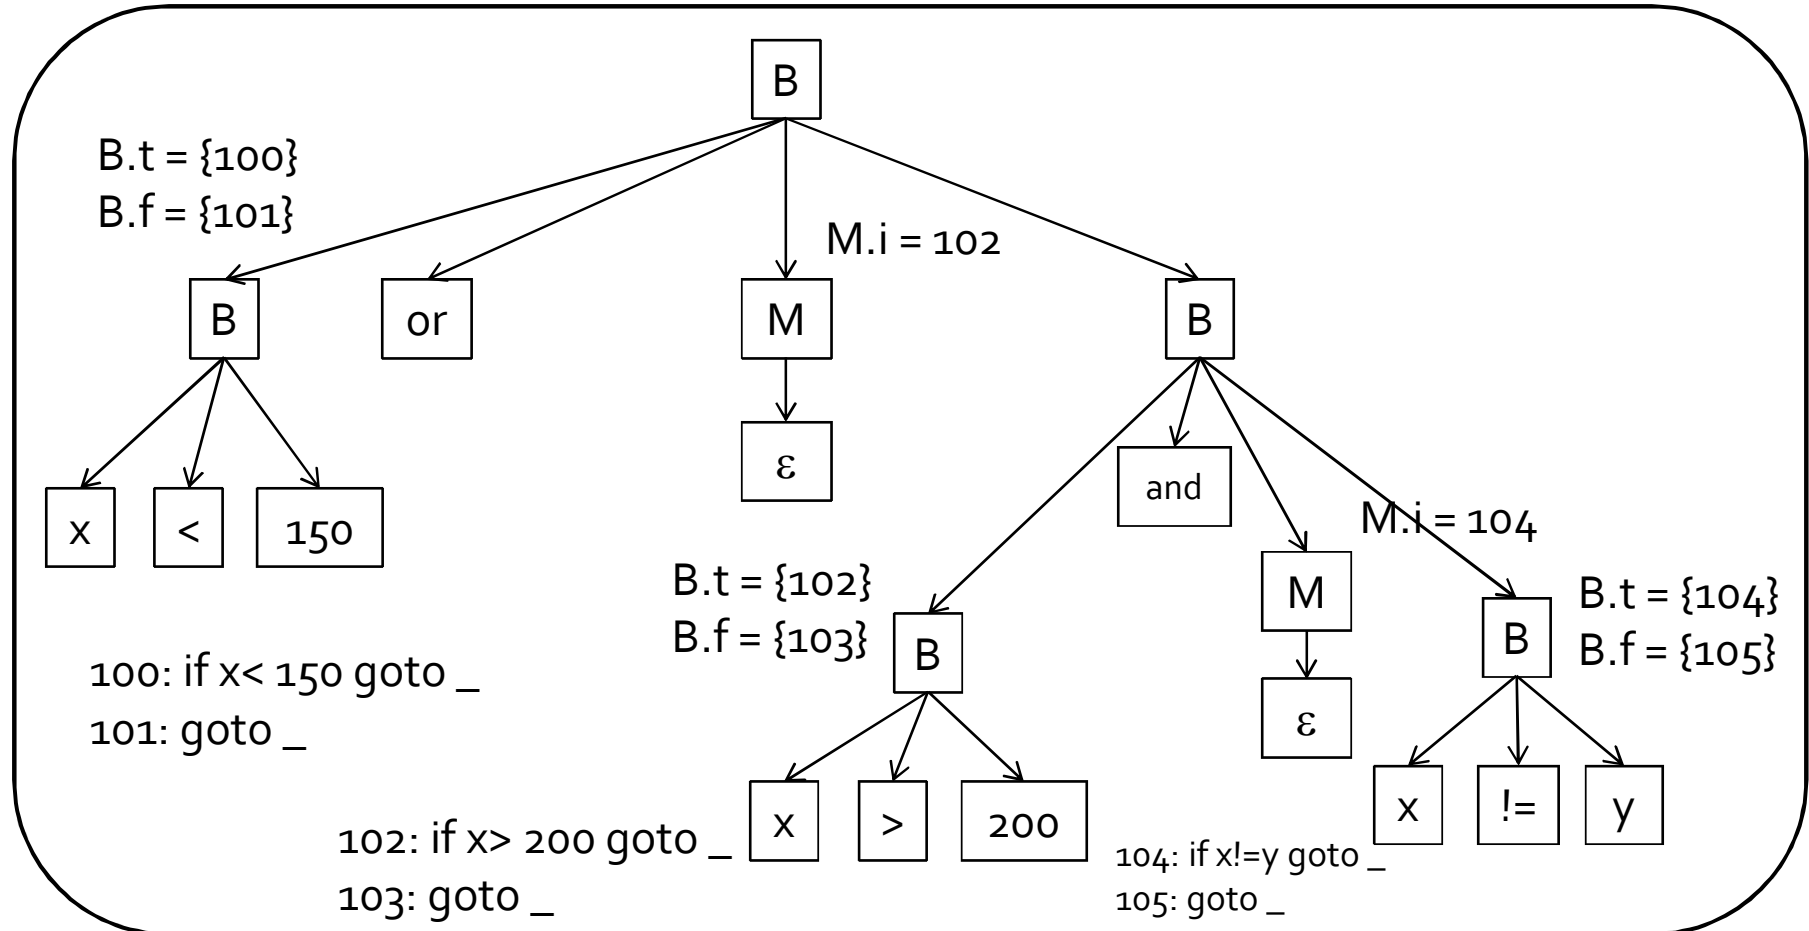 B
B.t = {100}
B.f = {101}
M.i = 102
B or M B
ε
and
x < 150
M.i = 104
B.t = {102}
B.f = {103}
B
M
B
B.t = {104}
B.f = {105}
ε
100: if x< 150 goto _
101: goto _
x > 200
x != y
102: if x> 200 goto _
103: goto _
104: if x!=y goto _
105: goto _